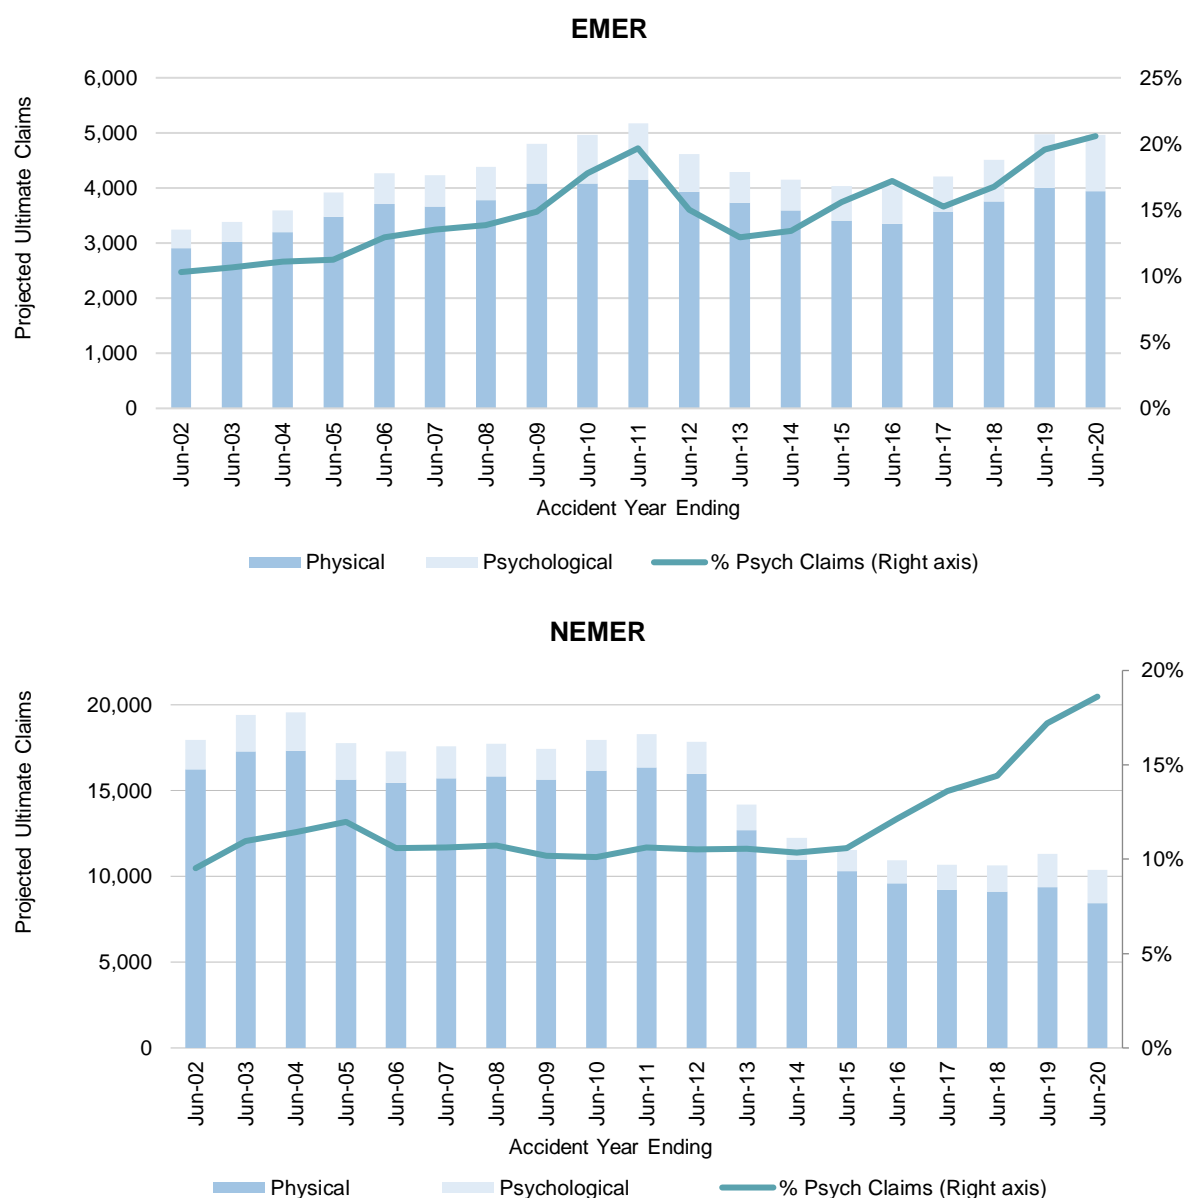 EMER
Projected Ultimate Claims
6,000
5,000
4,000
3,000
2,000
1,000
0
25%
20%
15%
10%
5%
0%
Jun-02
Jun-03
Jun-04
Jun-05
Jun-06
Jun-07
Jun-08
Jun-09
Jun-10
Jun-11
Jun-12
Jun-13
Jun-14
Jun-15
Jun-16
Jun-17
Jun-18
Jun-19
Jun-20
Accident Year Ending
Physical Psychological % Psych Claims (Right axis)
NEMER
Projected Ultimate Claims
20,000
15,000
10,000
5,000
0
20%
15%
10%
5%
0%
Jun-02
Jun-03
Jun-04
Jun-05
Jun-06
Jun-07
Jun-08
Jun-09
Jun-10
Jun-11
Jun-12
Jun-13
Jun-14
Jun-15
Jun-16
Jun-17
Jun-18
Jun-19
Jun-20
Accident Year Ending
Physical Psychological % Psych Claims (Right axis)